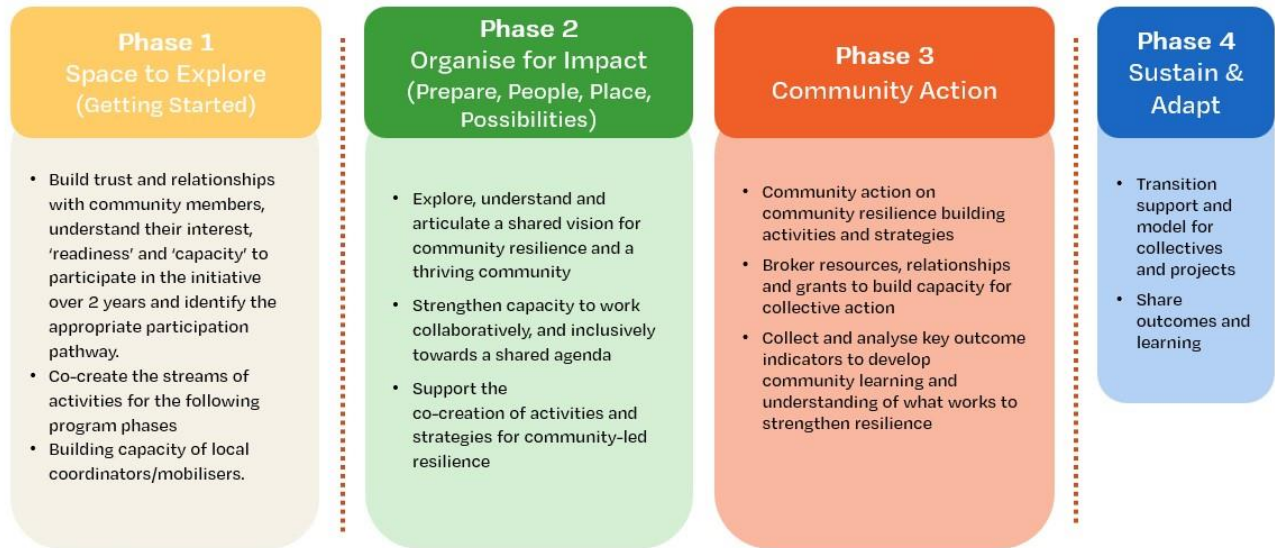 Phase 1
Space to Explore
(Getting Started)
• Build trust and relationships
with community members,
understand their interest,
‘readiness’ and ‘capacity’ to
participate in the initiative
over 2 years and identify the
appropriate participation
pathway.
• Co-create the streams of
activities for the following
program phases
• Building capacity of local
coordinators/mobilisers.
Phase 2
Organise for Impact
(Prepare, People, Place,
Possibilities)
• Explore, understand and
articulate a shared vision for
community resilience and a
thriving community
• Strengthen capacity to work
collaboratively, and inclusively
towards a shared agenda
• Support the
co-creation of activities and
strategies for community-led
resilience
Phase 3
Community Action
• Community action on
community resilience building
activities and strategies
• Broker resources, relationships
and grants to build capacity for
collective action
• Collect and analyse key outcome
indicators to develop
community learning and
understanding of what works to
strengthen resilience
Phase 4
Sustain &
Adapt
• Transition
support and
model for
collectives
and projects
• Share
outcomes and
learning